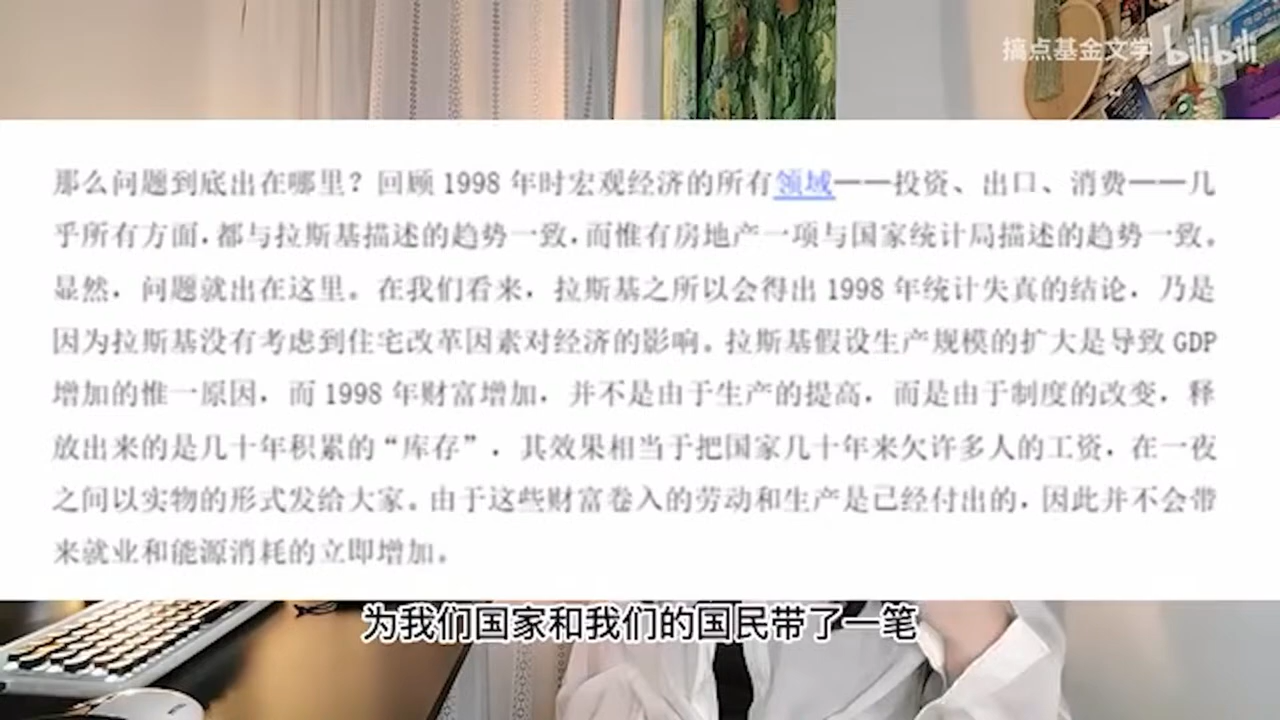 搞点基金文学 bilibili
那么问题到底出在哪里？回顾 1998 年时宏观经济的所有领域——投资、出口、消费——几
乎所有方面，都与拉斯基描述的趋势一致，而惟有房地产一项与国家统计局描述的趋势一致。
显然，问题就出在这里。在我们看来，拉斯基之所以会得出 1998 年统计失真的结论，乃是
因为拉斯基没有考虑到住宅改革因素对经济的影响。拉斯基假设生产规模的扩大是导致 GDP
增加的惟一原因，而 1998 年财富增加，并不是由于生产的提高，而是由于制度的改变，释
放出来的是几十年积累的“库存”，其效果相当于把国家几十年来欠许多人的工资，在一夜
之间以实物的形式发给大家。由于这些财富卷入的劳动和生产是已经付出的，因此并不会带
来就业和能源消耗的立即增加。
为我们国家和我们的国民带了一笔